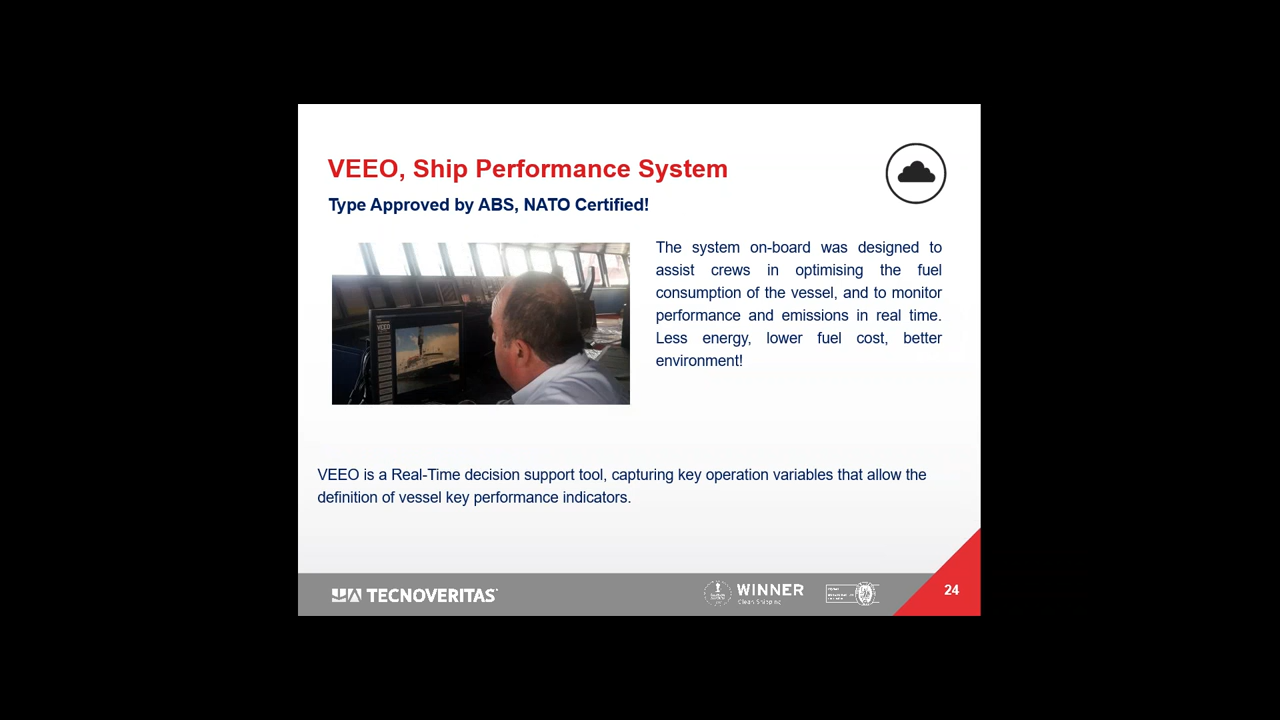 VEEO, Ship Performance System
Type Approved by ABS, NATO Certified!
The system on-board was designed to
assist crews in optimising the fuel
consumption of the vessel, and to monitor
performance and emissions in real time.
Less energy, lower fuel cost, better
environment!
VEEO
VEEO is a Real-Time decision support tool, capturing key operation variables that allow the
definition of vessel key performance indicators.
TECNOVERITAS
WINNER
Clean Shipping
24